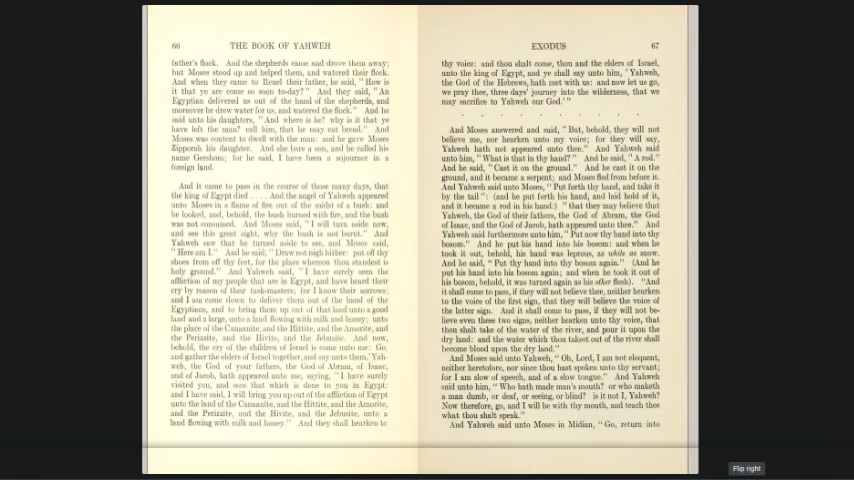 66 THE BOOK OF YAHWEH
father's flock. And the shepherds came and drove them away;
but Moses stood up and helped them, and watered their flock.
And when they came to Reuel their father, he said, "How is
it that ye are come so soon to-day?" And they said, "An
Egyptian delivered us out of the hand of the shepherds, and
moreover he drew water for us, and watered the flock." And he
said unto his daughters, "And where is he? why is it that ye
have left the man? call him, that he may eat bread." And
Moses was content to dwell with the man: and he gave Moses
Zipporah his daughter. And she bare a son, and he called his
name Gershom; for he said, I have been a sojourner in a
foreign land.
And it came to pass in the course of those many days, that
the king of Egypt died . . . . And the angel of Yahweh appeared
unto Moses in a flame of fire out of the midst of a bush: and
he looked, and, behold, the bush burned with fire, and the bush
was not consumed. And Moses said, "I will turn aside now,
and see this great sight, why the bush is not burnt." And
Yahweh saw that he turned aside to see, and Moses said,
"Here am I." And he said, "Draw not nigh hither: put off thy
shoes from off thy feet, for the place whereon thou standest is
holy ground." And Yahweh said, "I have surely seen the
affliction of my people that are in Egypt, and have heard their
cry by reason of their task-masters; for I know their sorrows;
and I am come down to deliver them out of the hand of the
Egyptians, and to bring them up out of that land unto a good
land and a large, unto a land flowing with milk and honey; unto
the place of the Canaanite, and the Hittite, and the Amorite, and
the Perizzite, and the Hivite, and the Jebusite. And now,
behold, the cry of the children of Israel is come unto me: Go,
and gather the elders of Israel together, and say unto them,' Yah-
weh, the God of your fathers, the God of Abram, of Isaac,
and of Jacob, hath appeared unto me, saying, "I have surely
visited you, and seen that which is done to you in Egypt:
and I have said, I will bring you up out of the affliction of Egypt
unto the land of the Canaanite, and the Hittite, and the Amorite,
and the Perizzite, and the Hivite, and the Jebusite, unto a
land flowing with milk and honey." And they shall hearken to
EXODUS 67
thy voice: and thou shalt come, thou and the elders of Israel,
unto the king of Egypt, and ye shall say unto him, 'Yahweh,
the God of the Hebrews, hath met with us: and now let us go,
we pray thee, three days' journey into the wilderness, that we
may sacrifice to Yahweh our God.'"
. . . . . . . . .
And Moses answered and said, "But, behold, they will not
believe me, nor hearken unto my voice; for they will say,
Yahweh hath not appeared unto thee." And Yahweh said
unto him, "What is that in thy hand?" And he said, "A rod."
And he said, "Cast it on the ground." And he cast it on the
ground, and it became a serpent; and Moses fled from before it.
And Yahweh said unto Moses, "Put forth thy hand, and take it
by the tail": (and he put forth his hand, and laid hold of it,
and it became a rod in his hand:) "that they may believe that
Yahweh, the God of their fathers, the God of Abram, the God
of Isaac, and the God of Jacob, hath appeared unto thee." And
Yahweh said furthermore unto him, "Put now thy hand into thy
bosom." And he put his hand into his bosom: and when he
took it out, behold, his hand was leprous, as white as snow.
And he said, "Put thy hand into thy bosom again." (And he
put his hand into his bosom again; and when he took it out of
his bosom, behold, it was turned again as his other flesh). "And
it shall come to pass, if they will not believe thee, neither hearken
to the voice of the first sign, that they will believe the voice of
the latter sign. And it shall come to pass, if they will not be-
lieve even these two signs, neither hearken unto thy voice, that
thou shalt take of the water of the river, and pour it upon the
dry land: and the water which thou takest out of the river shall
become blood upon the dry land."
And Moses said unto Yahweh, "Oh, Lord, I am not eloquent,
neither heretofore, nor since thou hast spoken unto thy servant;
for I am slow of speech, and of a slow tongue." And Yahweh
said unto him, "Who hath made man's mouth? or who maketh
a man dumb, or deaf, or seeing, or blind? is it not I, Yahweh?
Now therefore, go, and I will be with thy mouth, and teach thee
what thou shalt speak."
And Yahweh said unto Moses in Midian, "Go, return into
Flip right